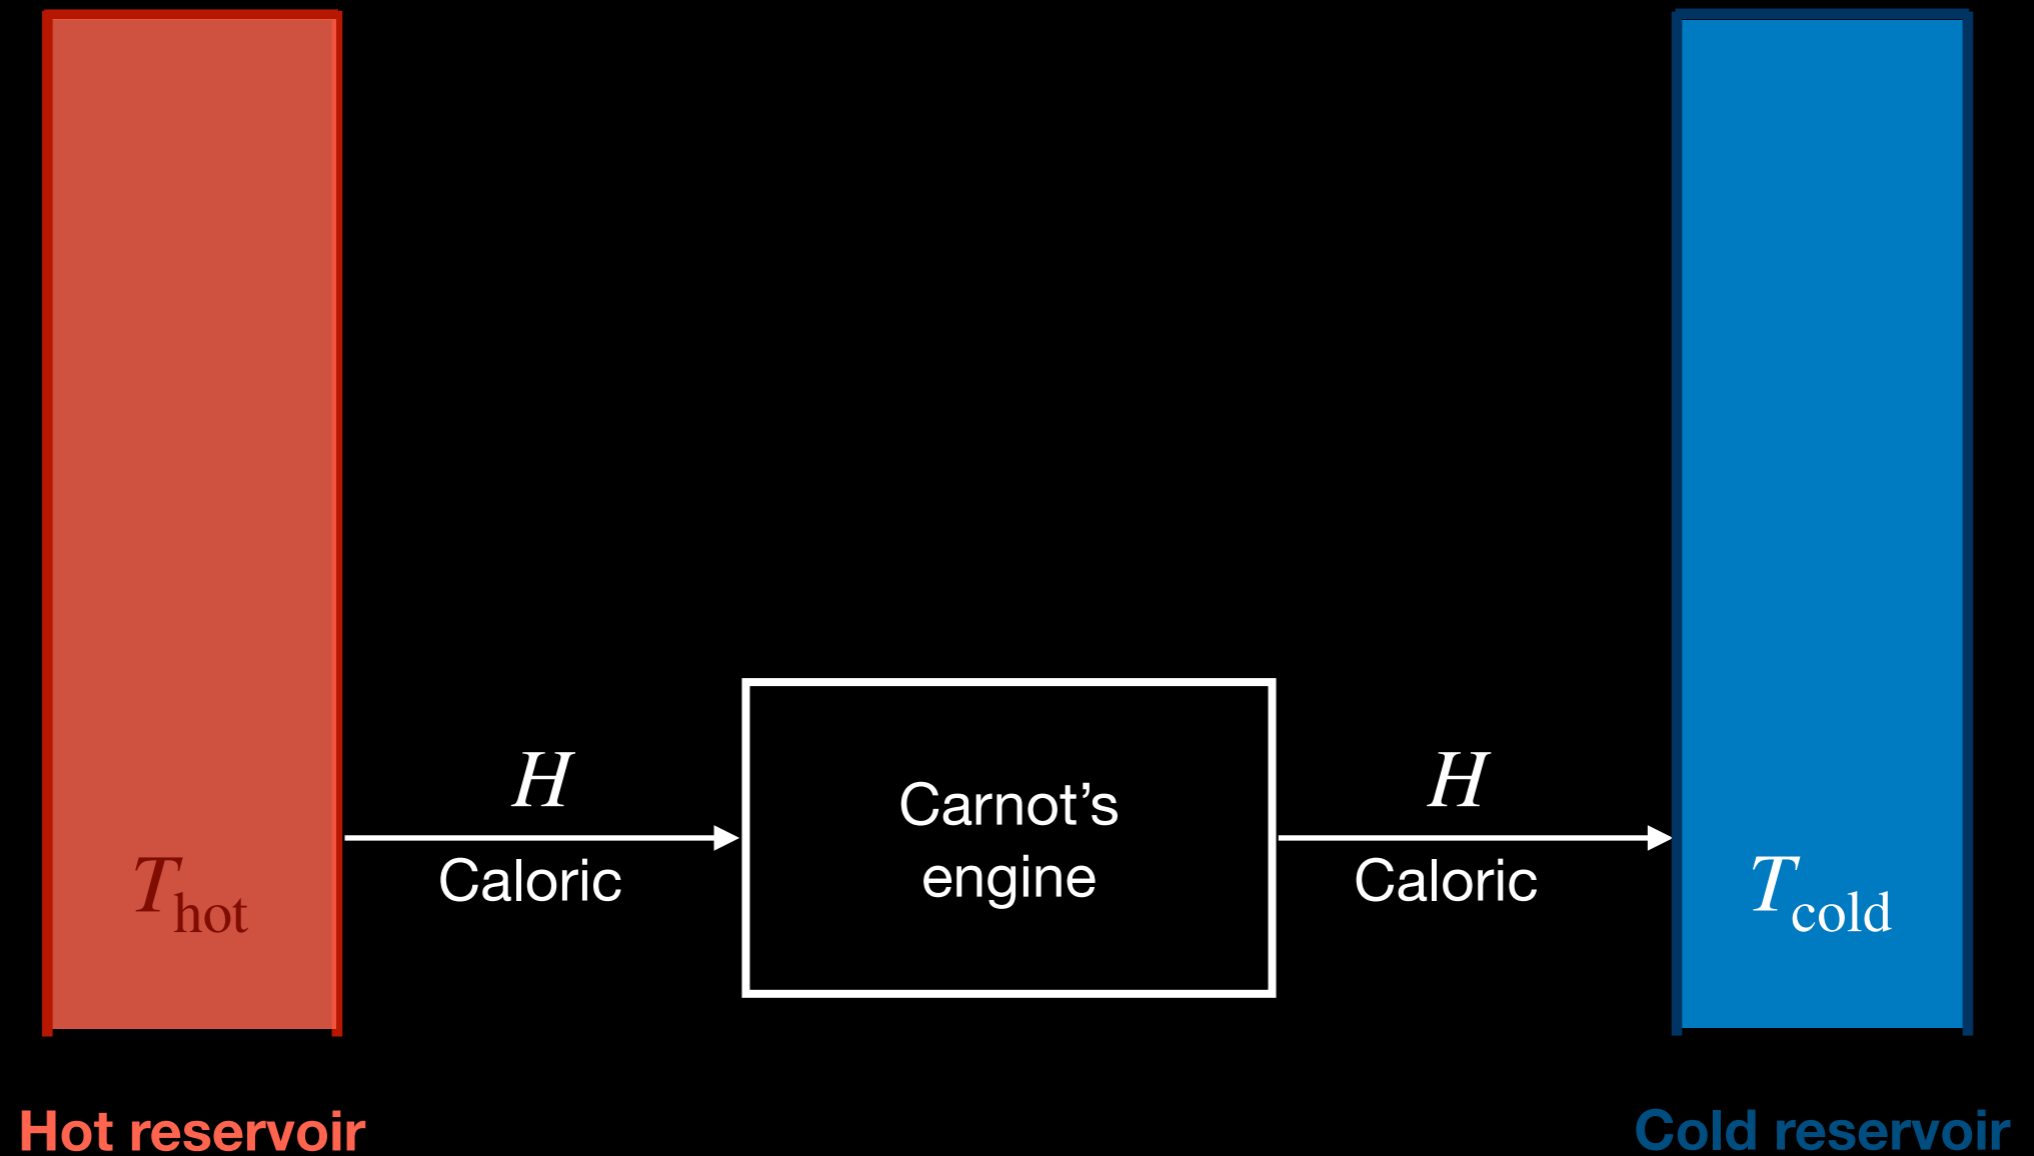 H
H
Carnot’s
engine
Caloric
Caloric
T_hot
T_cold
Hot reservoir
Cold reservoir